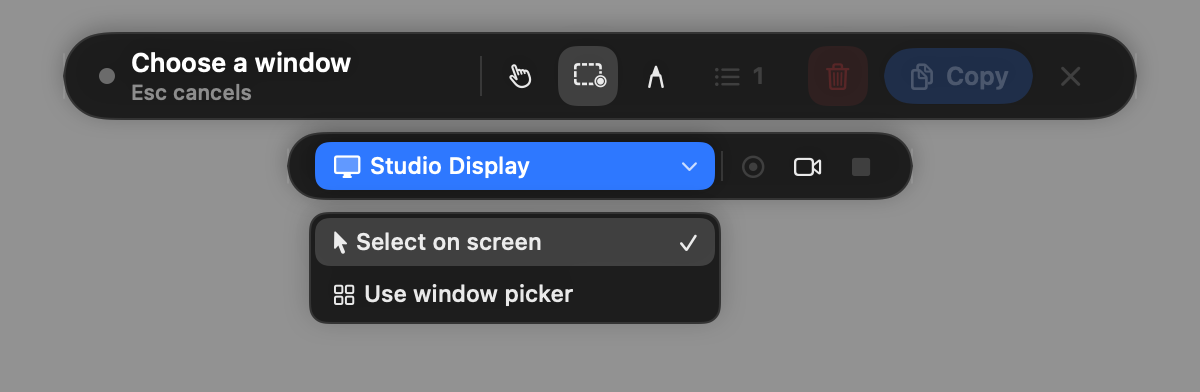 Choose a window
Esc cancels
1
Copy
Studio Display
Select on screen
Use window picker